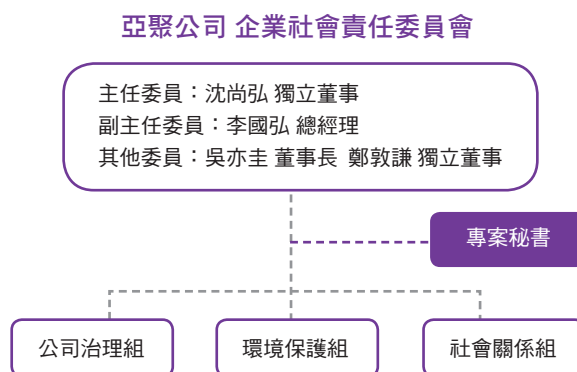 亞聚公司 企業社會責任委員會
主任委員：沈尚弘 獨立董事
副主任委員：李國弘 總經理
其他委員：吳亦圭 董事長 鄭敦謙 獨立董事
專案秘書
公司治理組
環境保護組
社會關係組